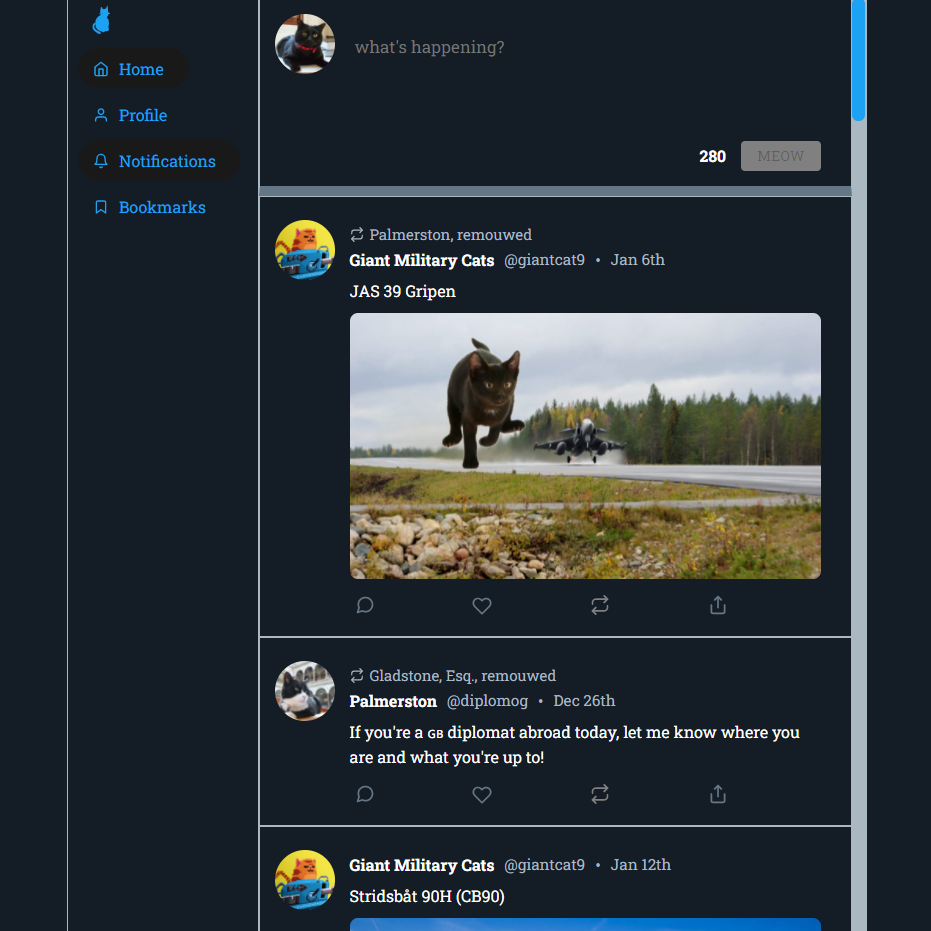 Home
Profile
Notifications
Bookmarks
what's happening?
280
MEOW
Palmerston, remouwed
Giant Military Cats @giantcat9 • Jan 6th
JAS 39 Gripen
Gladstone, Esq., remouwed
Palmerston @diplomog • Dec 26th
If you're a GB diplomat abroad today, let me know where you
are and what you're up to!
Giant Military Cats @giantcat9 • Jan 12th
Stridsbåt 90H (CB90)